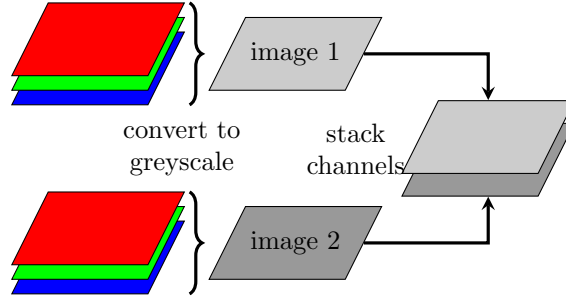 image 1
convert to
greyscale
stack
channels
image 2